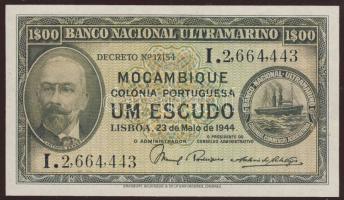 1$00 BANCO NACIONAL ULTRAMARINO 1$00
DECRETO Nº 17154 I.2,664,443
MOÇAMBIQUE
COLÓNIA PORTUGUESA
UM ESCUDO
LISBOA, 23 de Maio de 1944
O ADMINISTRADOR
O PRESIDENTE DO
CONSELHO ADMINISTRATIVO
I.2,664,443
BANCO NACIONAL ULTRAMARINO